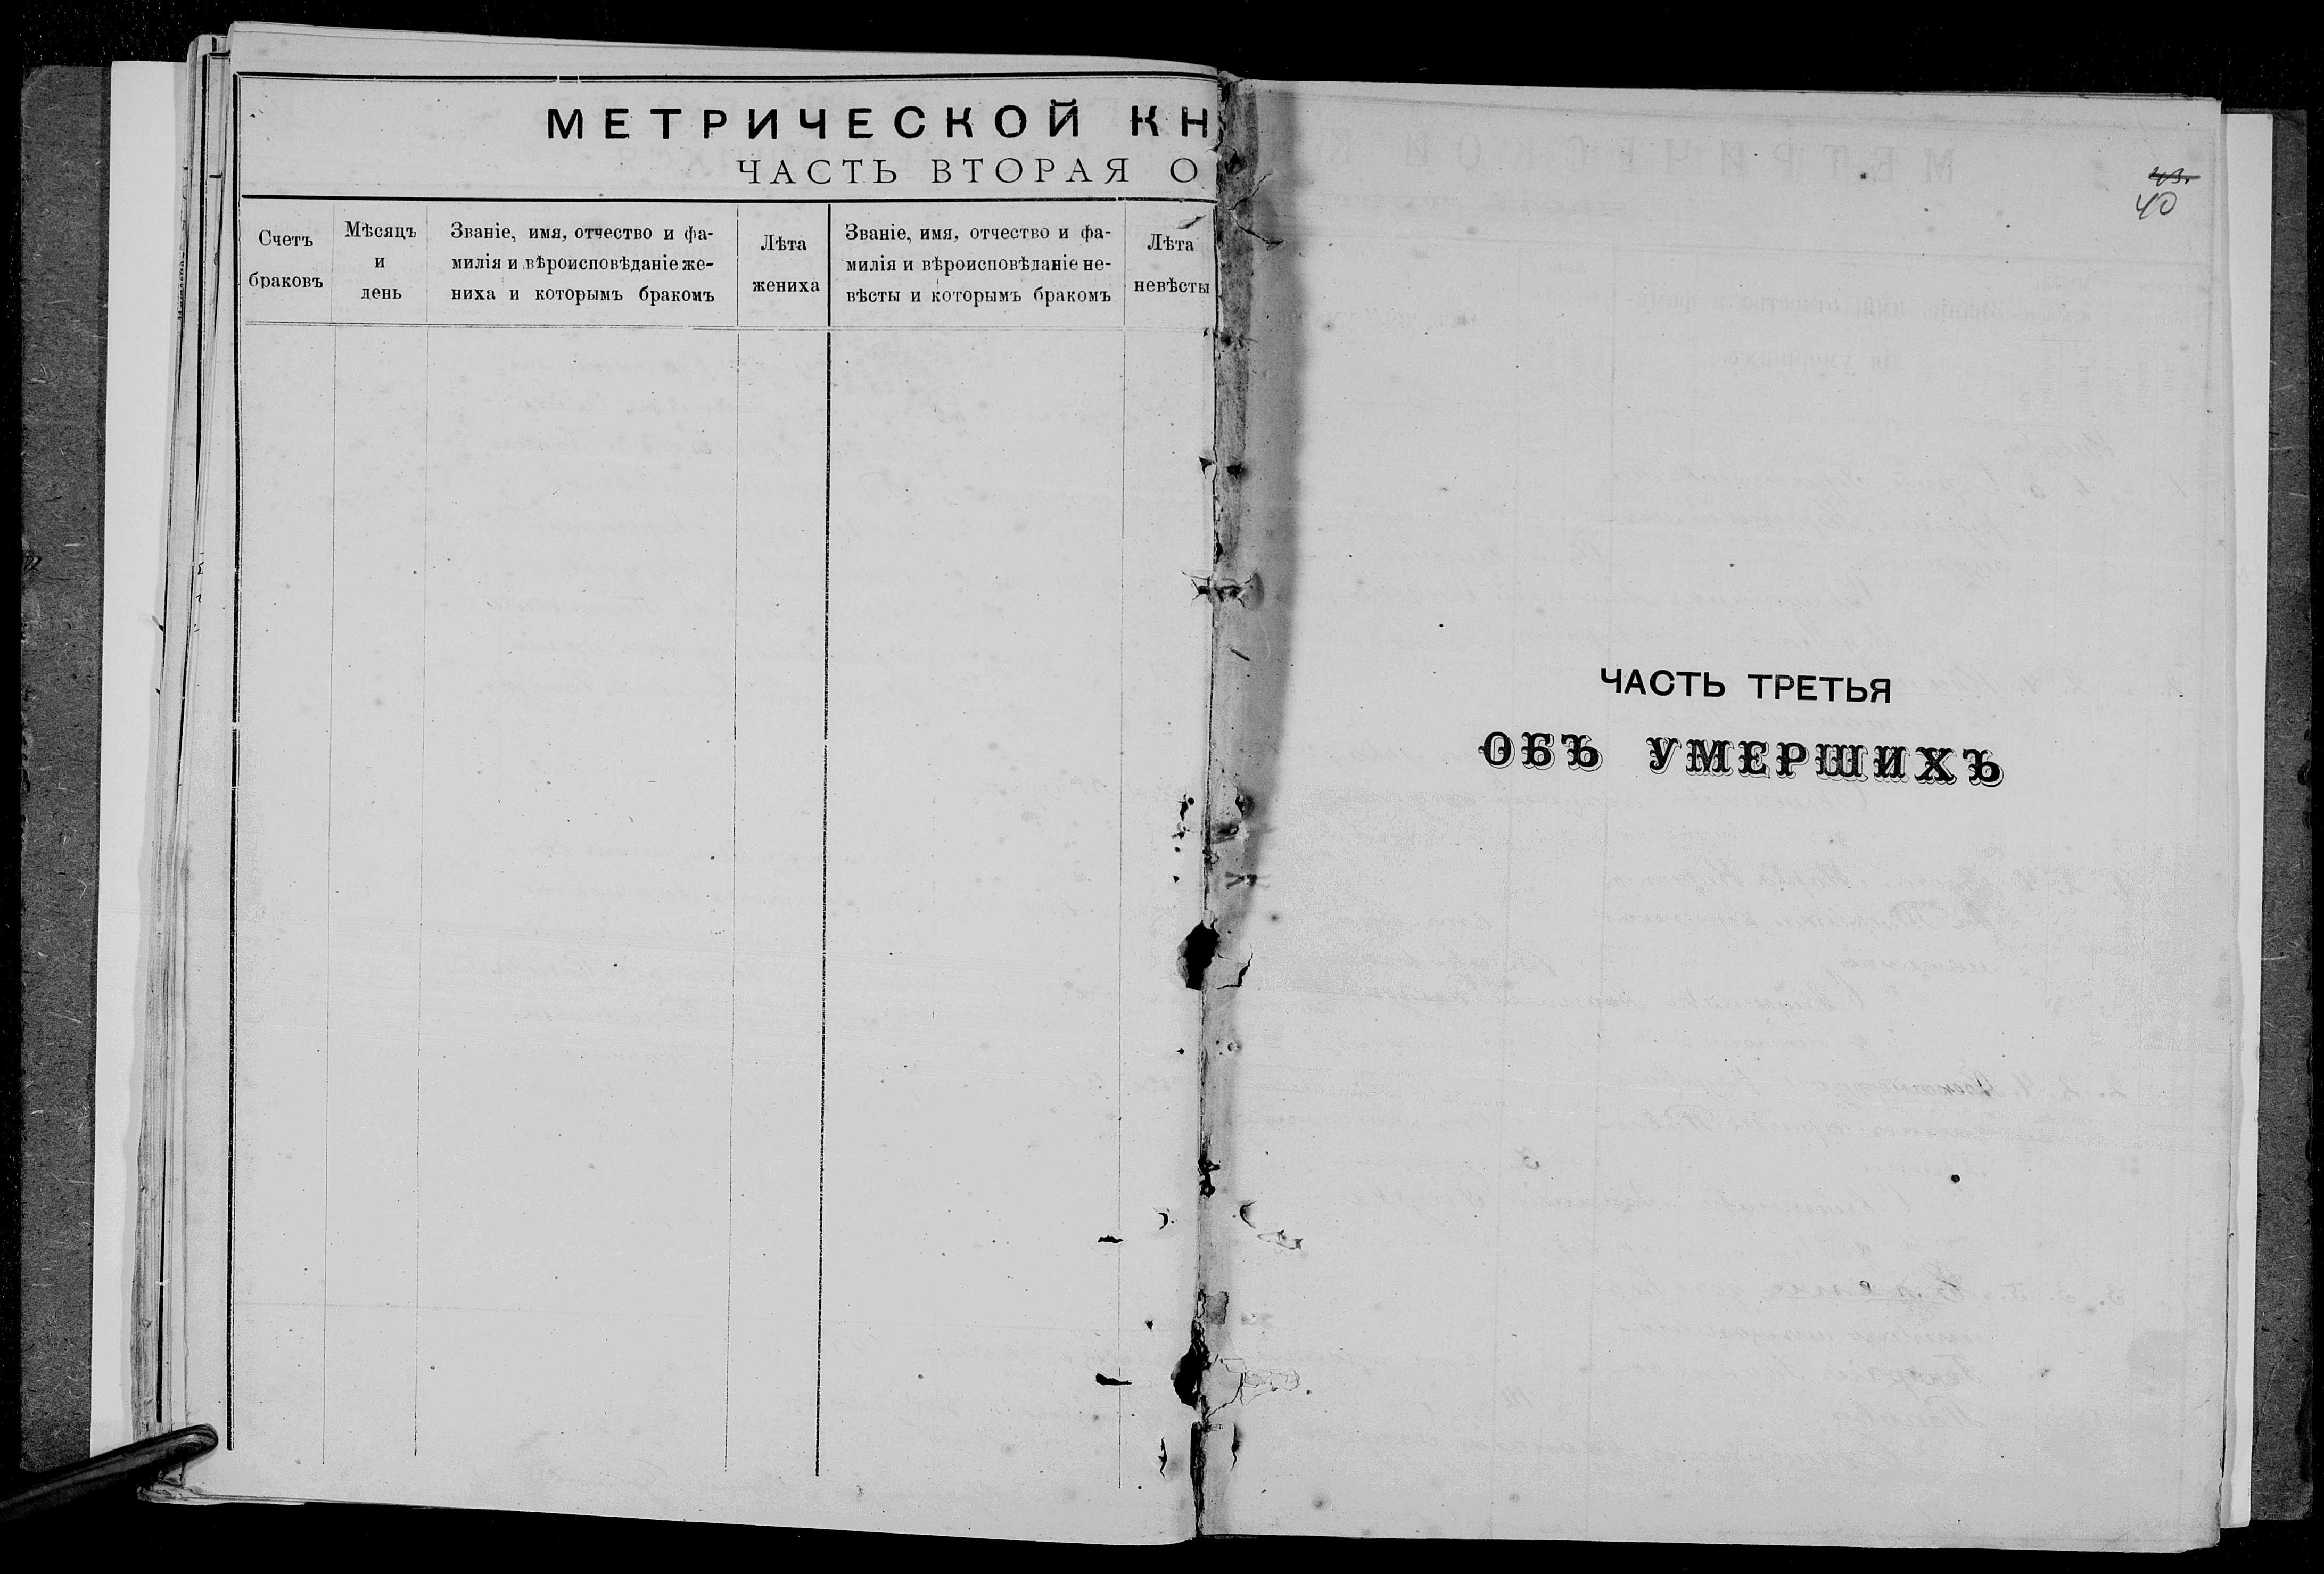 МЕТРИЧЕСКОЙ КН
ЧАСТЬ ВТОРАЯ О
Счетъ
браковъ
Мѣсяцъ
и
день
Званіе, имя, отчество и фа-
милія и вѣроисповѣданіе же-
ниха и которымъ бракомъ
Лѣта
жениха
Званіе, имя, отчество и фа-
милія и вѣроисповѣданіе не-
вѣсты и которымъ бракомъ
Лѣта
невѣсты
43.
40
ЧАСТЬ ТРЕТЬЯ
ОБЪ УМЕРШИХЪ